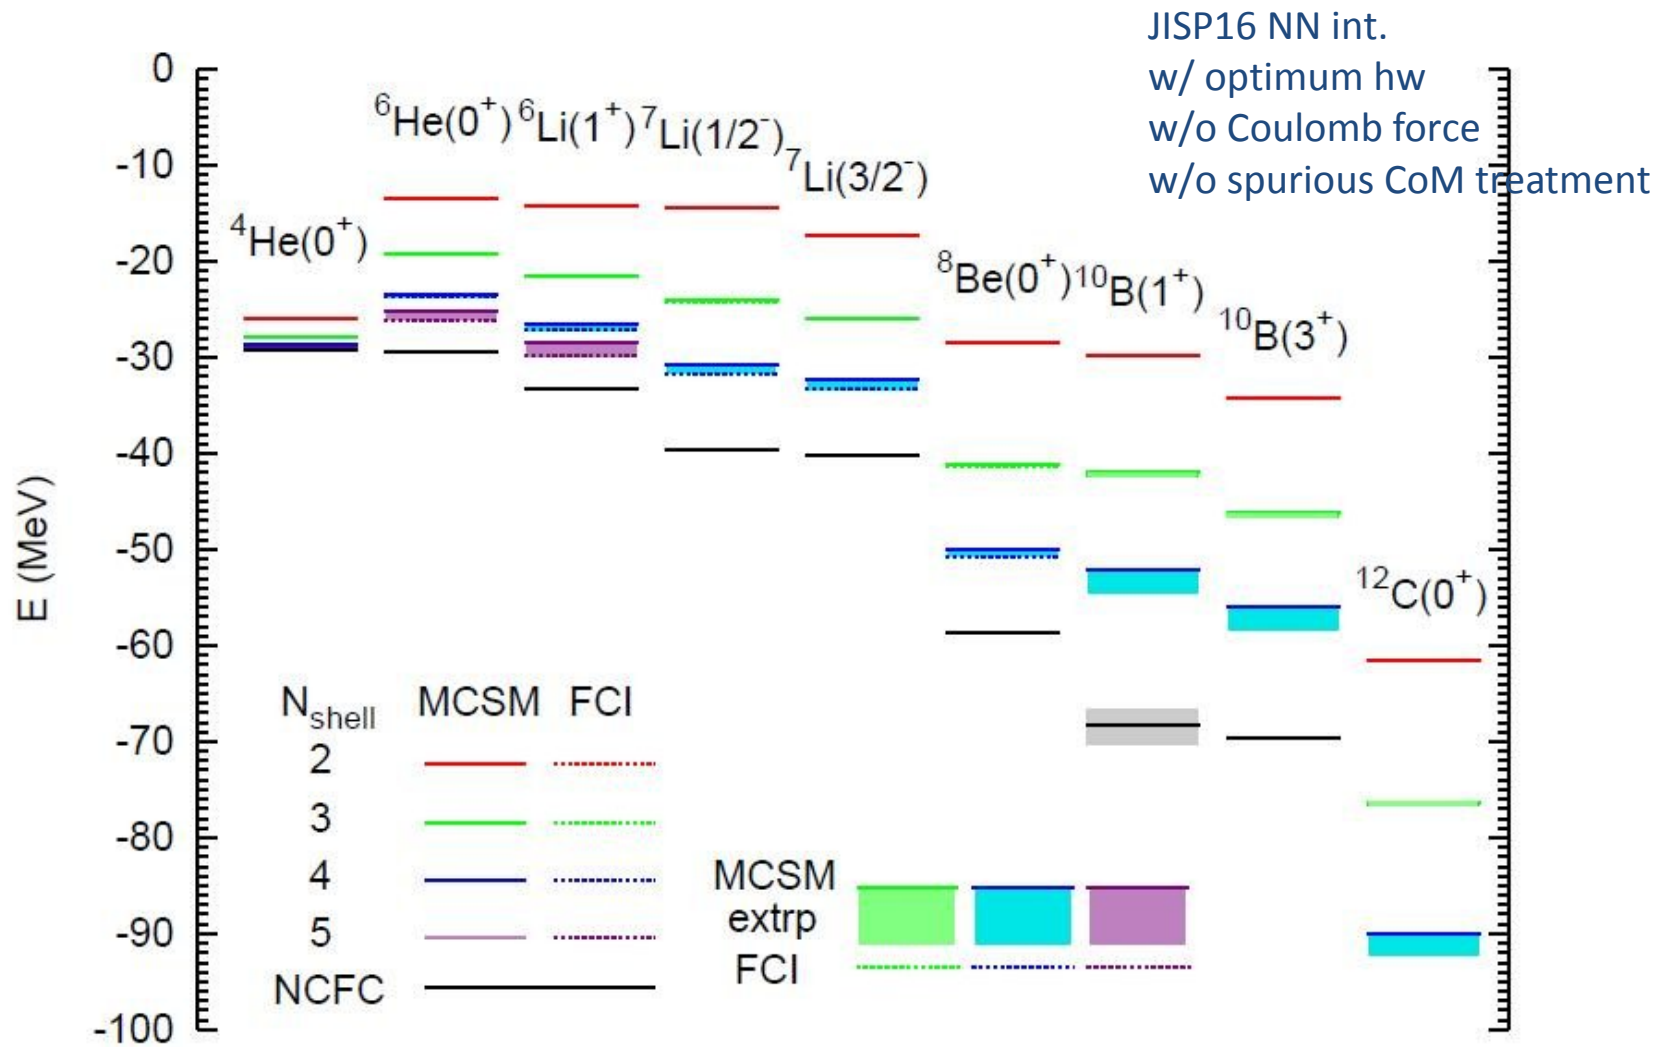 JISP16 NN int.
w/ optimum hw
w/o Coulomb force
w/o spurious CoM treatment
E (MeV)
0
-10
-20
-30
-40
-50
-60
-70
-80
-90
-100
⁴He(0⁺)
⁶He(0⁺)
⁶Li(1⁺)
⁷Li(1/2⁻)
⁷Li(3/2⁻)
⁸Be(0⁺)
¹⁰B(1⁺)
¹⁰B(3⁺)
¹²C(0⁺)
Nshell MCSM FCI
2
3
4
5
NCFC
MCSM
extrp
FCI